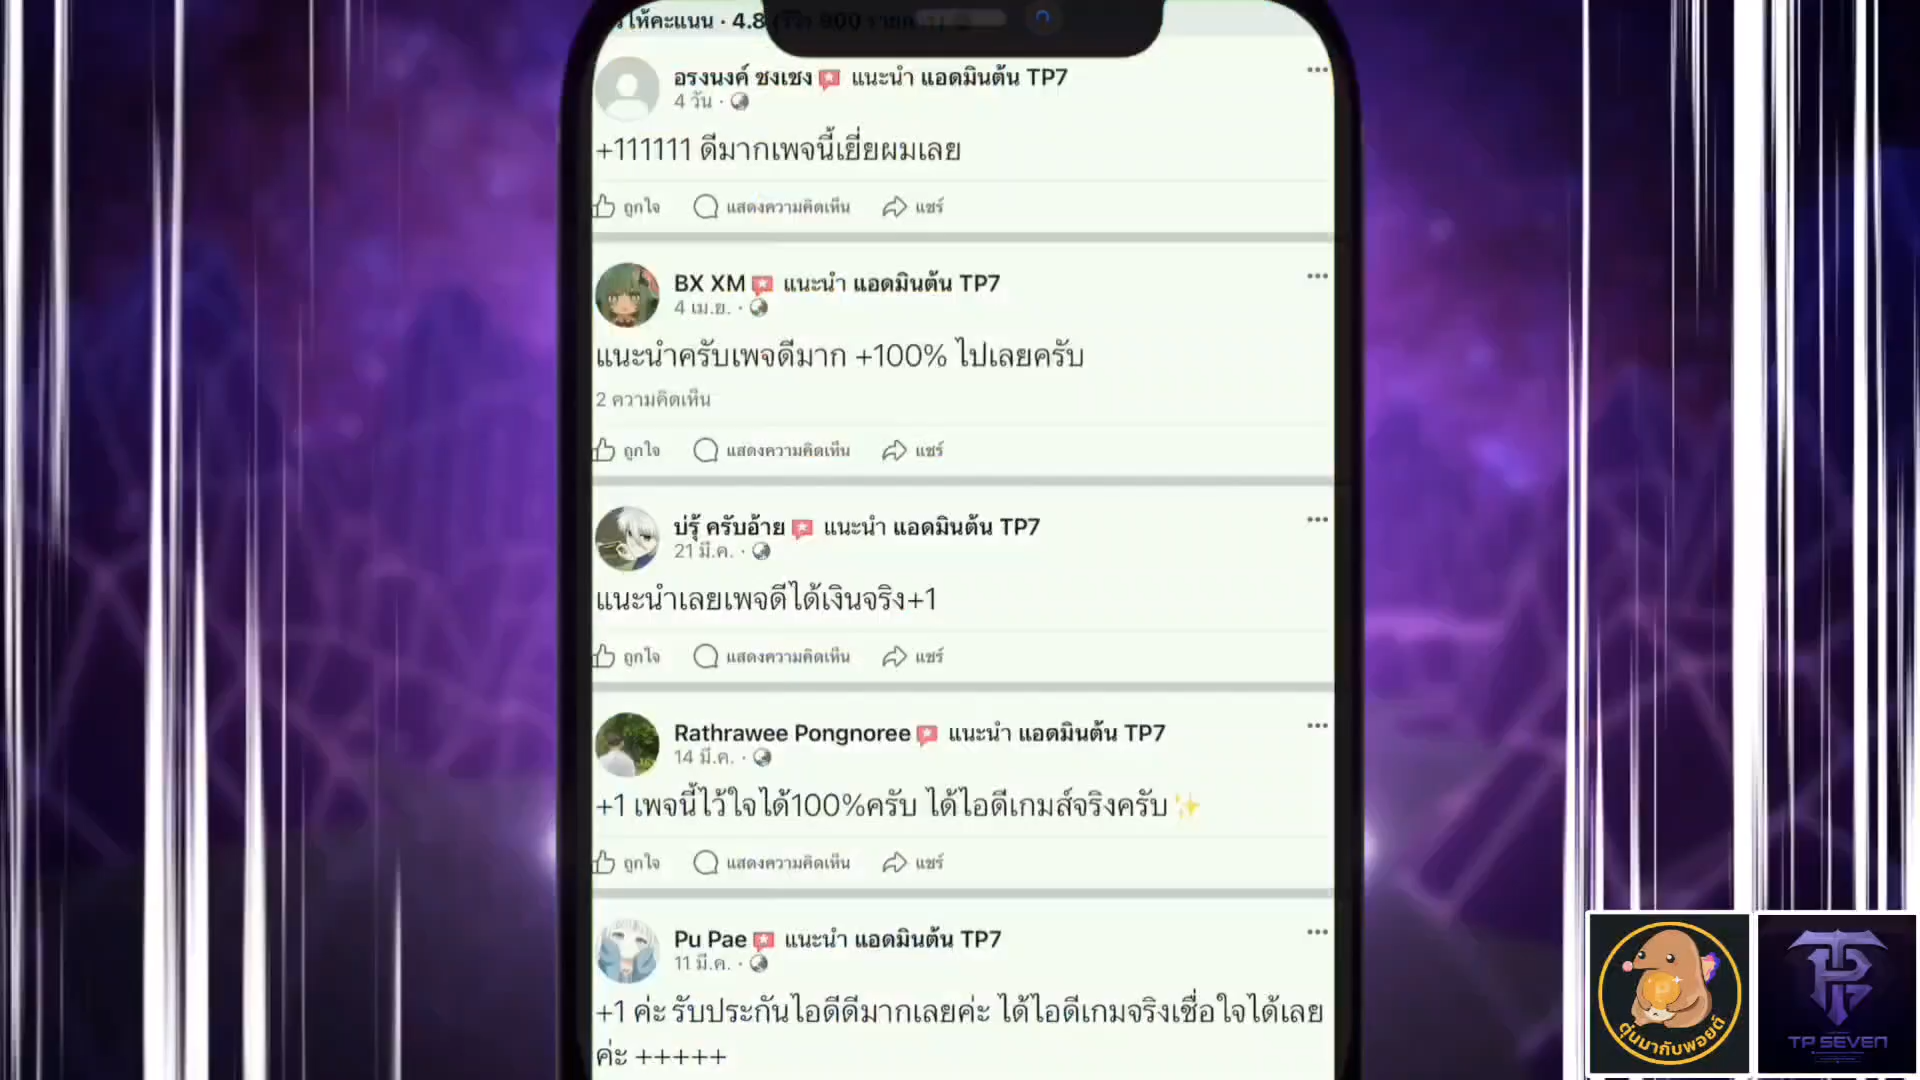 ให้คะแนน · 4.8
อรงนงค์ ชงเชง แนะนำ แอดมินต้น TP7
4 วัน ·
+111111 ดีมากเพจนี้เยี่ยผมเลย
ถูกใจ แสดงความคิดเห็น แชร์
BX XM แนะนำ แอดมินต้น TP7
4 เม.ย. ·
แนะนำครับเพจดีมาก +100% ไปเลยครับ
2 ความคิดเห็น
ถูกใจ แสดงความคิดเห็น แชร์
บ่รุ้ ครับอ้าย แนะนำ แอดมินต้น TP7
21 มี.ค. ·
แนะนำเลยเพจดีได้เงินจริง+1
ถูกใจ แสดงความคิดเห็น แชร์
Rathrawee Pongnoree แนะนำ แอดมินต้น TP7
14 มี.ค. ·
+1 เพจนี้ไว้ใจได้100%ครับ ได้ไอดีเกมส์จริงครับ✨
ถูกใจ แสดงความคิดเห็น แชร์
Pu Pae แนะนำ แอดมินต้น TP7
11 มี.ค. ·
+1 ค่ะ รับประกันไอดีดีมากเลยค่ะ ได้ไอดีเกมจริงเชื่อใจได้เลย
ค่ะ +++++
ตุ่นมากับพอยต์
TP SEVEN